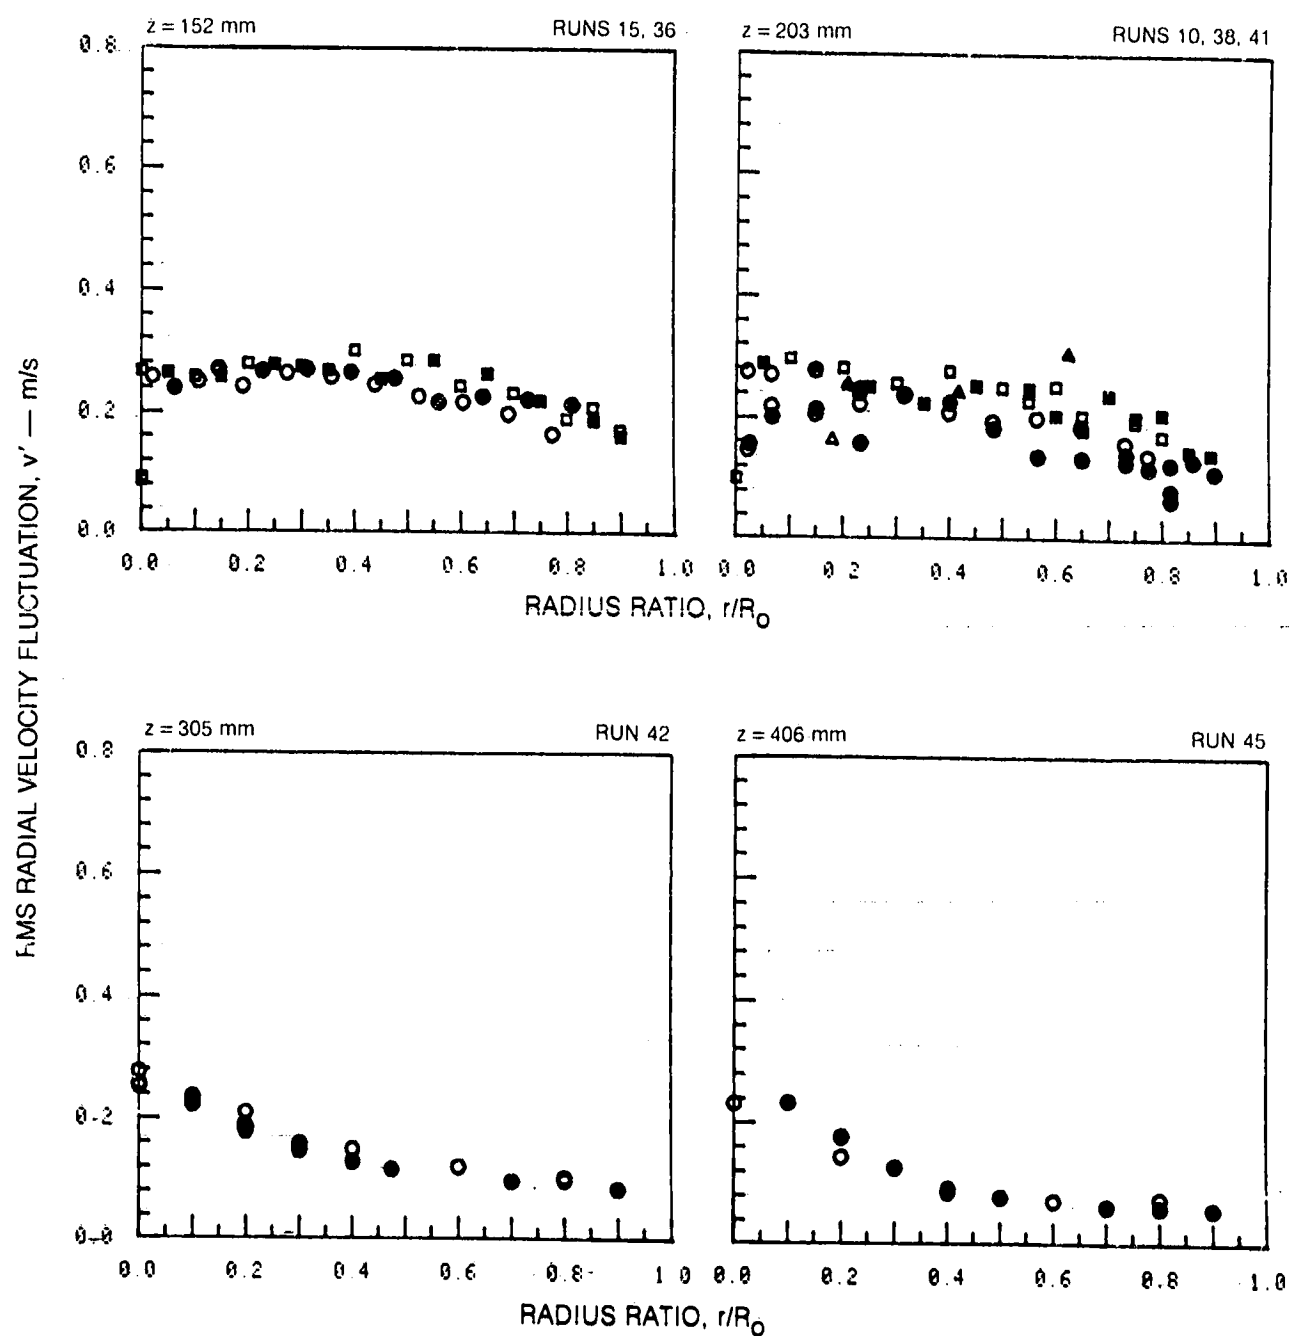 z = 152 mm RUNS 15, 36
z = 203 mm RUNS 10, 38, 41
0.8
0.6
0.4
0.2
0.0
0.0 0.2 0.4 0.6 0.8 1.0
0.0 0.2 0.4 0.6 0.8 1.0
RADIUS RATIO, r/Ro
RMS RADIAL VELOCITY FLUCTUATION, v' — m/s
z = 305 mm RUN 42
z = 406 mm RUN 45
0.8
0.6
0.4
0.2
0.0
0.0 0.2 0.4 0.6 0.8 1.0
0.0 0.2 0.4 0.6 0.8 1.0
RADIUS RATIO, r/Ro